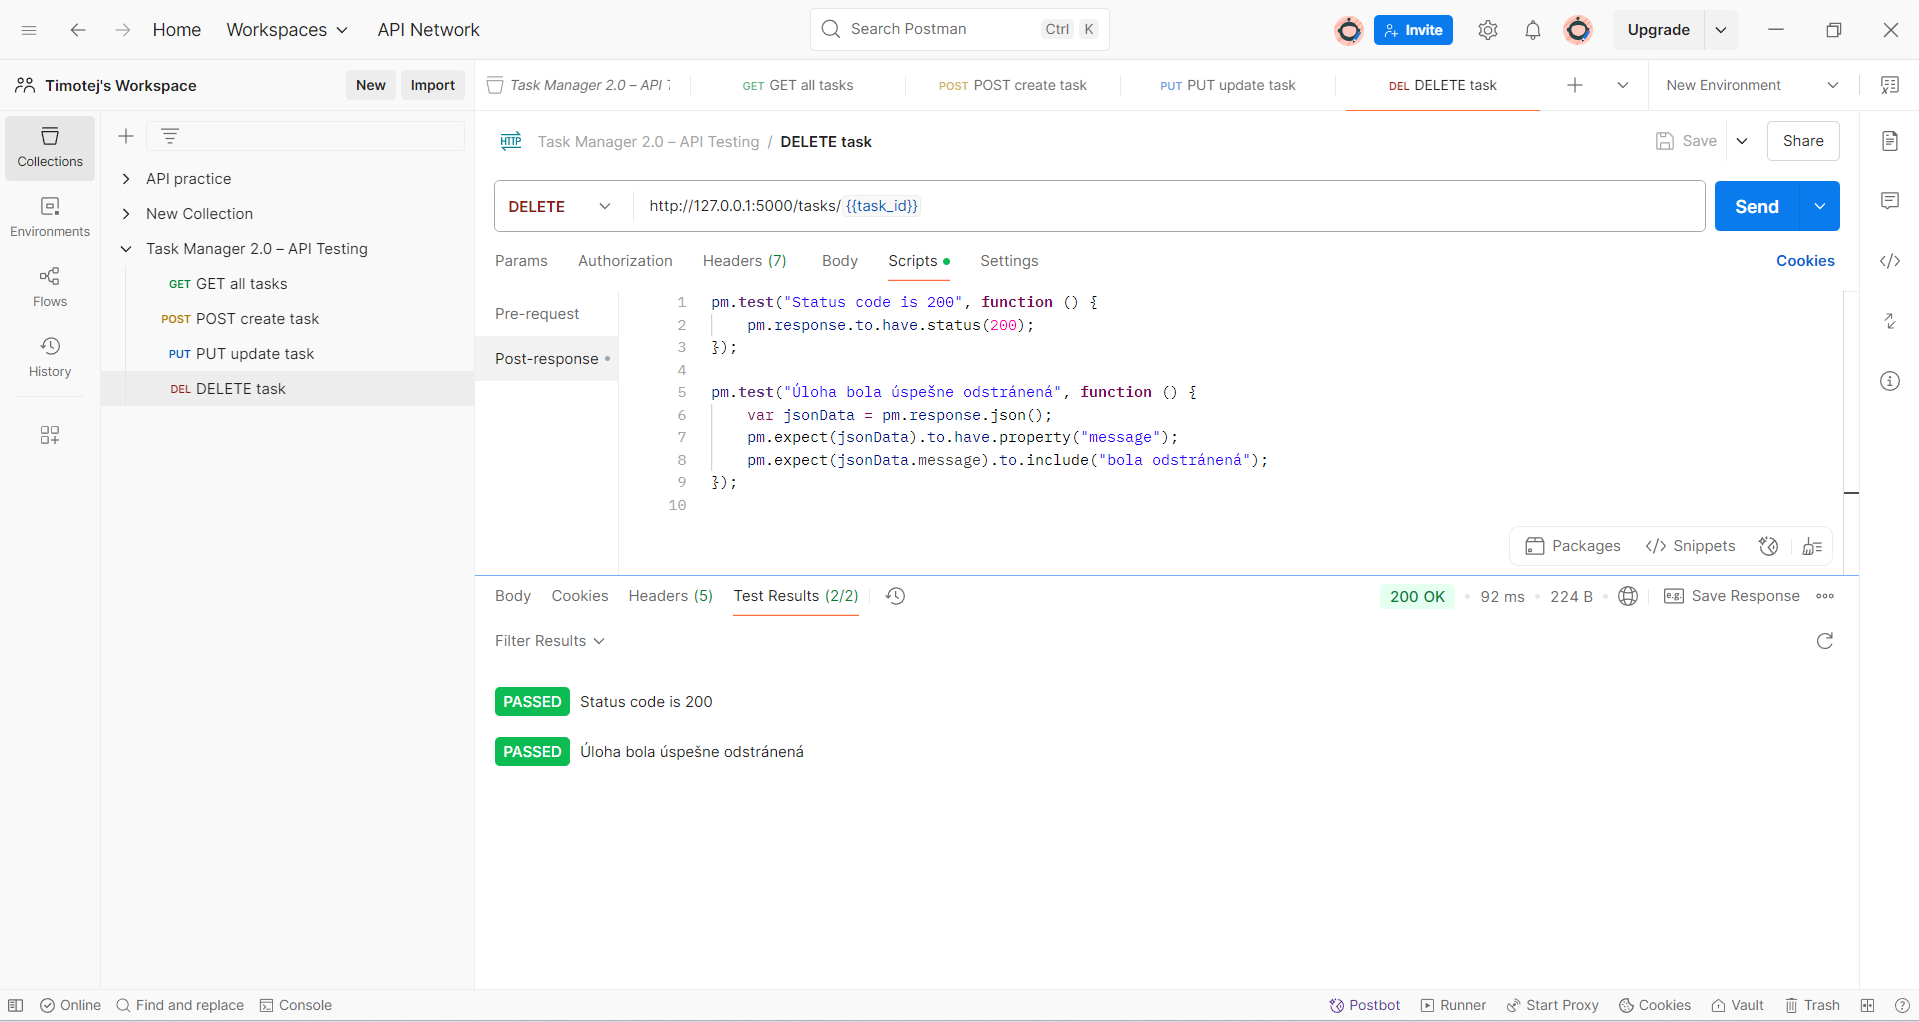 Home Workspaces API Network Search Postman Ctrl K Invite Upgrade
Timotej's Workspace New Import
Task Manager 2.0 – API GET GET all tasks POST POST create task PUT PUT update task DEL DELETE task New Environment
Collections
Environments
Flows
History
API practice
New Collection
Task Manager 2.0 – API Testing
GET GET all tasks
POST POST create task
PUT PUT update task
DEL DELETE task
HTTP Task Manager 2.0 – API Testing / DELETE task Save Share
DELETE http://127.0.0.1:5000/tasks/{{task_id}} Send
Params Authorization Headers (7) Body Scripts Settings Cookies
Pre-request
Post-response
1 pm.test("Status code is 200", function () {
2 pm.response.to.have.status(200);
3 });
4
5 pm.test("Úloha bola úspešne odstránená", function () {
6 var jsonData = pm.response.json();
7 pm.expect(jsonData).to.have.property("message");
8 pm.expect(jsonData.message).to.include("bola odstránená");
9 });
10
Packages Snippets
Body Cookies Headers (5) Test Results (2/2) 200 OK 92 ms 224 B e.g. Save Response
Filter Results
PASSED Status code is 200
PASSED Úloha bola úspešne odstránená
Online Find and replace Console Postbot Runner Start Proxy Cookies Vault Trash